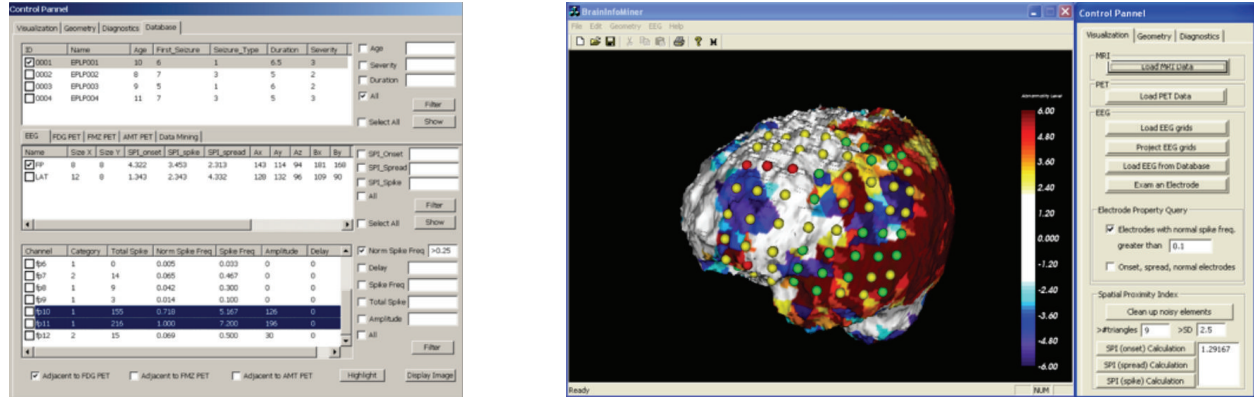 Control Pannel
Visualization Geometry Diagnostics Database
ID Name Age First_Seizure Seizure_Type Duration Severity
0001 EPLP001 10 6 1 6.5 3
0002 EPLP002 8 7 3 5 2
0003 EPLP003 9 5 1 6 2
0004 EPLP004 11 7 3 5 3
Age
Severity
Duration
All
Filter
Select All Show
EEG FDG PET FMZ PET AMT PET Data Mining
Name Size X Size Y SPI_onset SPI_spike SPI_spread Ax Ay Az Bx By
FP 8 8 4.322 3.453 2.313 143 114 94 181 168
LAT 12 8 1.343 2.343 4.332 128 132 96 109 90
SPI_Onset
SPI_Spread
SPI_Spike
All
Filter
Select All Show
Channel Category Total Spike Norm Spike Freq Spike Freq Amplitude Delay
fp6 1 0 0.005 0.033 0 0
fp7 2 14 0.065 0.467 0 0
fp8 1 9 0.042 0.300 0 0
fp9 1 3 0.014 0.100 0 0
fp10 1 155 0.718 5.167 126 0
fp11 1 216 1.000 7.200 196 0
fp12 2 15 0.069 0.500 30 0
Norm Spike Freq >0.25
Delay
Spike Freq
Total Spike
Amplitude
All
Filter
Adjacent to FDG PET Adjacent to FMZ PET Adjacent to AMT PET Highlight Display Image
BrainInfoMiner
File Edit Geometry EEG Help
Abnormality Level
6.00
4.80
3.60
2.40
1.20
0.000
-1.20
-2.40
-3.60
-4.80
-6.00
Ready NUM
Control Pannel
Visualization Geometry Diagnostics
MRI
Load MRI Data
PET
Load PET Data
EEG
Load EEG grids
Project EEG grids
Load EEG from Database
Exam an Electrode
Electrode Property Query
Electrodes with normal spike freq.
greater than 0.1
Onset, spread, normal electrodes
Spatial Proximity Index
Clean up noisy elements
>#triangles 9 >SD 2.5
SPI (onset) Calculation 1.29167
SPI (spread) Calculation
SPI (spike) Calculation